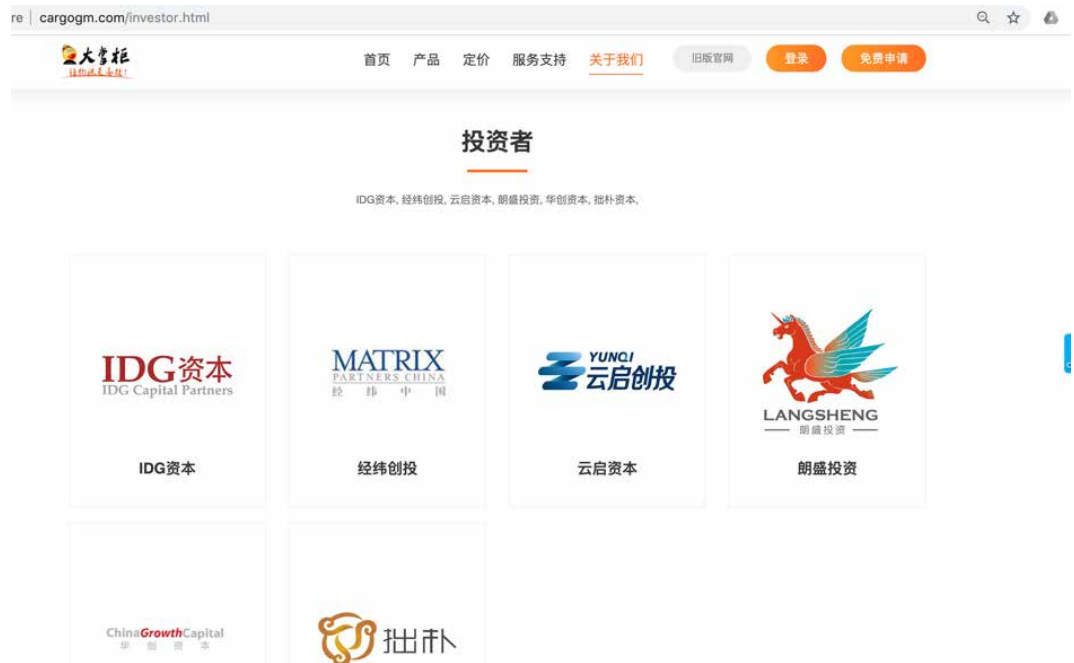 re | cargogm.com/investor.html
大掌柜
首页 产品 定价 服务支持 关于我们 旧版官网 登录 免费申请
投资者
IDG资本, 经纬创投, 云启资本, 朗盛投资, 华创资本, 拙朴资本,
IDG资本
IDG Capital Partners
MATRIX
PARTNERS CHINA
经纬中国
YUNQI
云启创投
LANGSHENG
朗盛投资
IDG资本 经纬创投 云启资本 朗盛投资
ChinaGrowthCapital
华创资本
拙朴